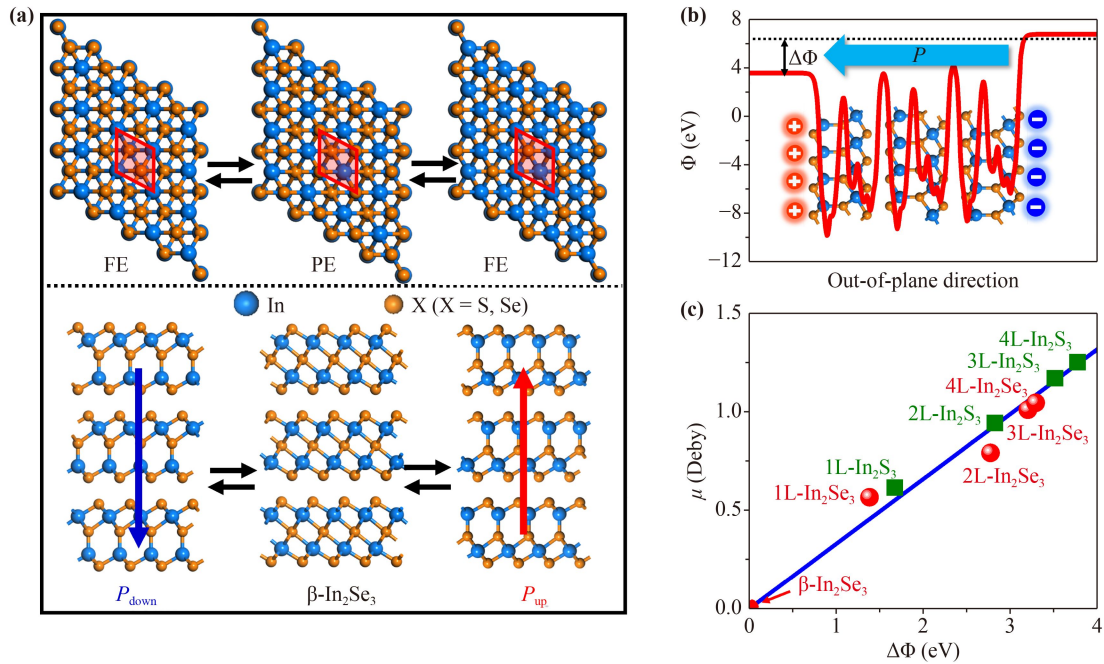 (a)
FE
PE
FE
In
X (X = S, Se)
P_down
β-In₂Se₃
P_up
(b)
8
4
0
−4
−8
−12
Φ (eV)
ΔΦ
P
+
+
+
+
−
−
−
−
Out-of-plane direction
(c)
1.5
1.0
0.5
0.0
μ (Deby)
4L-In₂S₃
3L-In₂S₃
4L-In₂Se₃
2L-In₂S₃
3L-In₂Se₃
2L-In₂Se₃
1L-In₂S₃
1L-In₂Se₃
β-In₂Se₃
0 1 2 3 4
ΔΦ (eV)